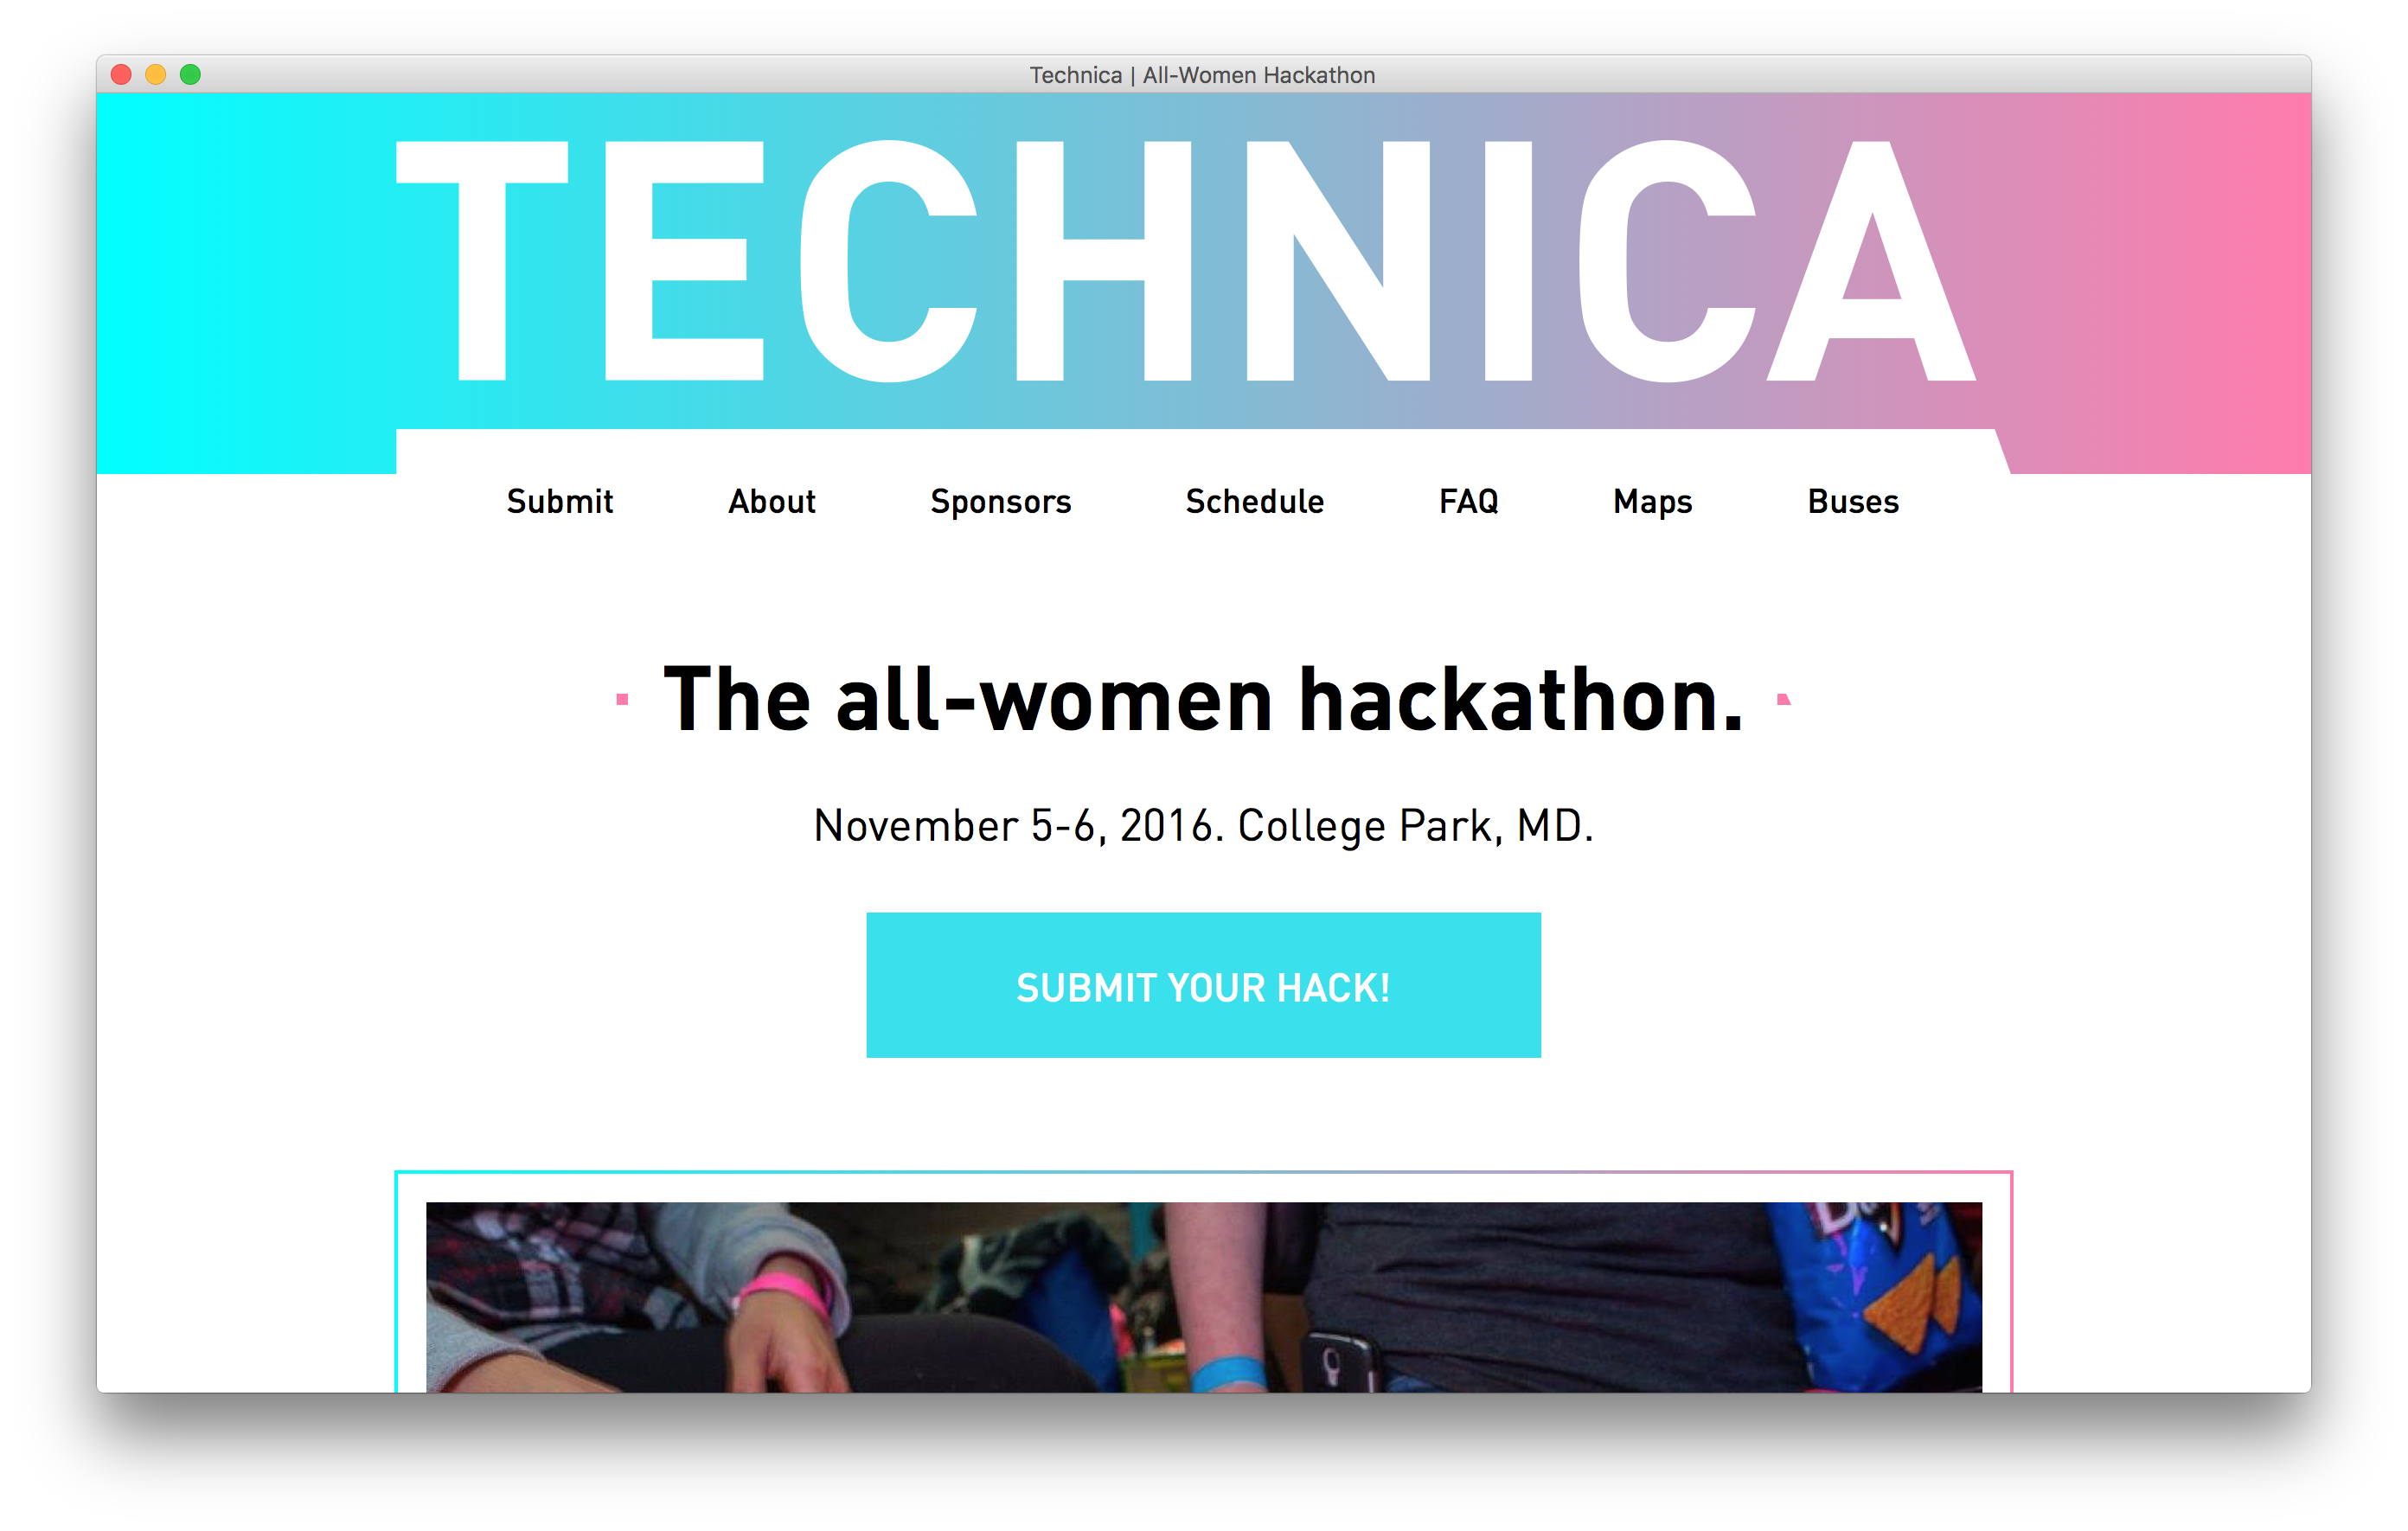 Technica | All-Women Hackathon
TECHNICA
Submit About Sponsors Schedule FAQ Maps Buses
The all-women hackathon.
November 5-6, 2016. College Park, MD.
SUBMIT YOUR HACK!